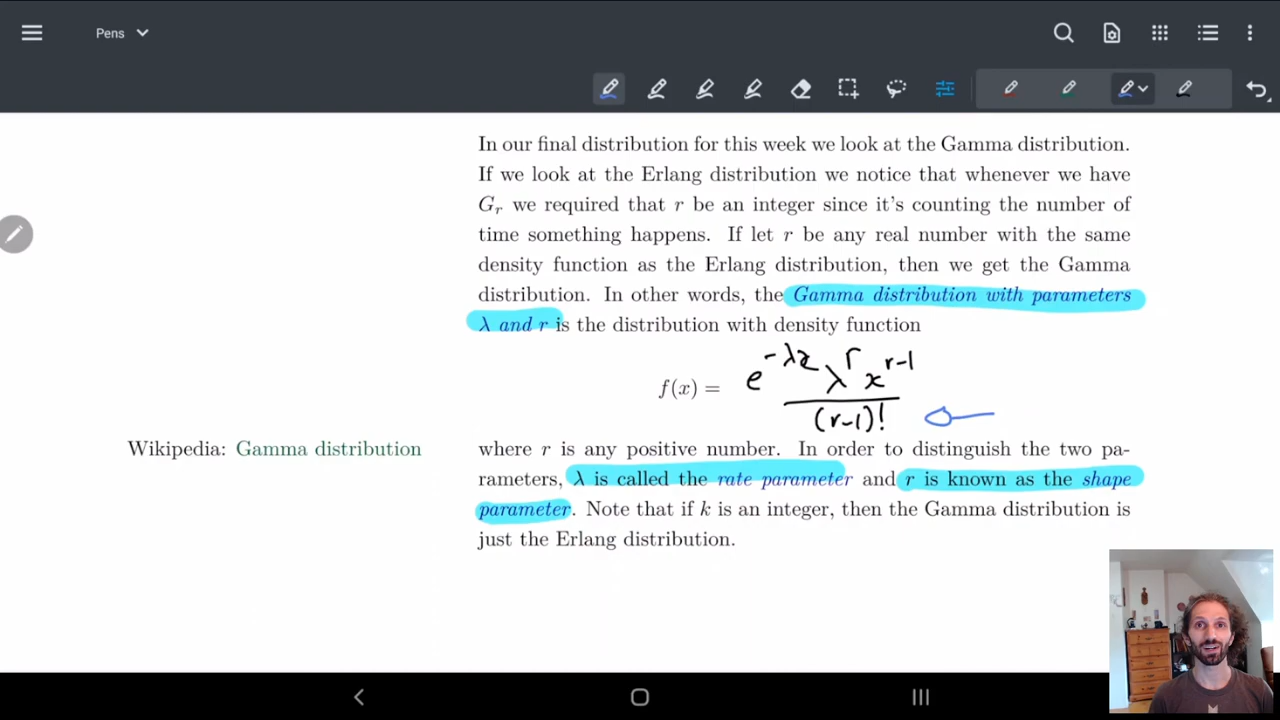 Pens
In our final distribution for this week we look at the Gamma distribution.
If we look at the Erlang distribution we notice that whenever we have
Gᵣ we required that r be an integer since it's counting the number of
time something happens. If let r be any real number with the same
density function as the Erlang distribution, then we get the Gamma
distribution. In other words, the Gamma distribution with parameters
λ and r is the distribution with density function
f(x) = e^{-λx} λ^r x^{r-1}
(r-1)!
Wikipedia: Gamma distribution
where r is any positive number. In order to distinguish the two pa-
rameters, λ is called the rate parameter and r is known as the shape
parameter. Note that if k is an integer, then the Gamma distribution is
just the Erlang distribution.